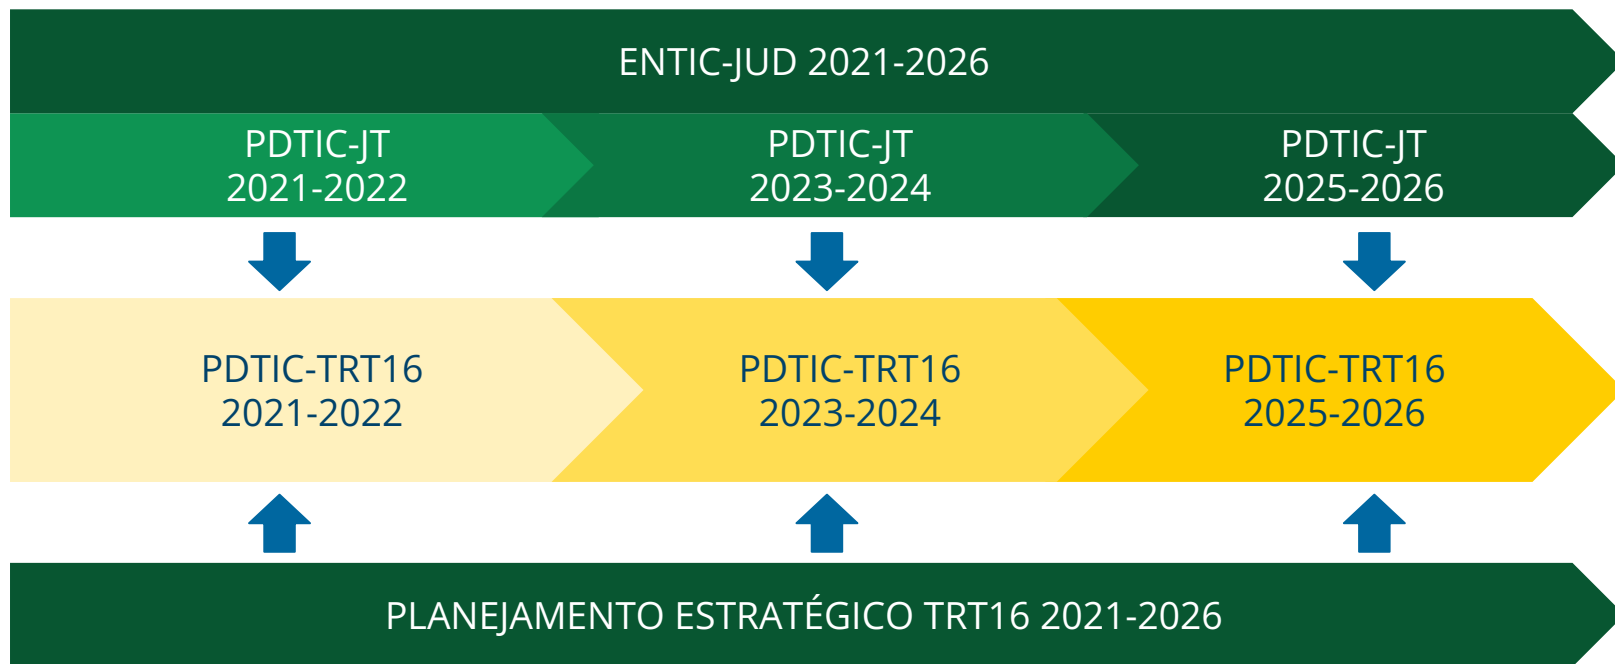 ENTIC-JUD 2021-2026
PDTIC-JT
2021-2022
PDTIC-JT
2023-2024
PDTIC-JT
2025-2026
PDTIC-TRT16
2021-2022
PDTIC-TRT16
2023-2024
PDTIC-TRT16
2025-2026
PLANEJAMENTO ESTRATÉGICO TRT16 2021-2026